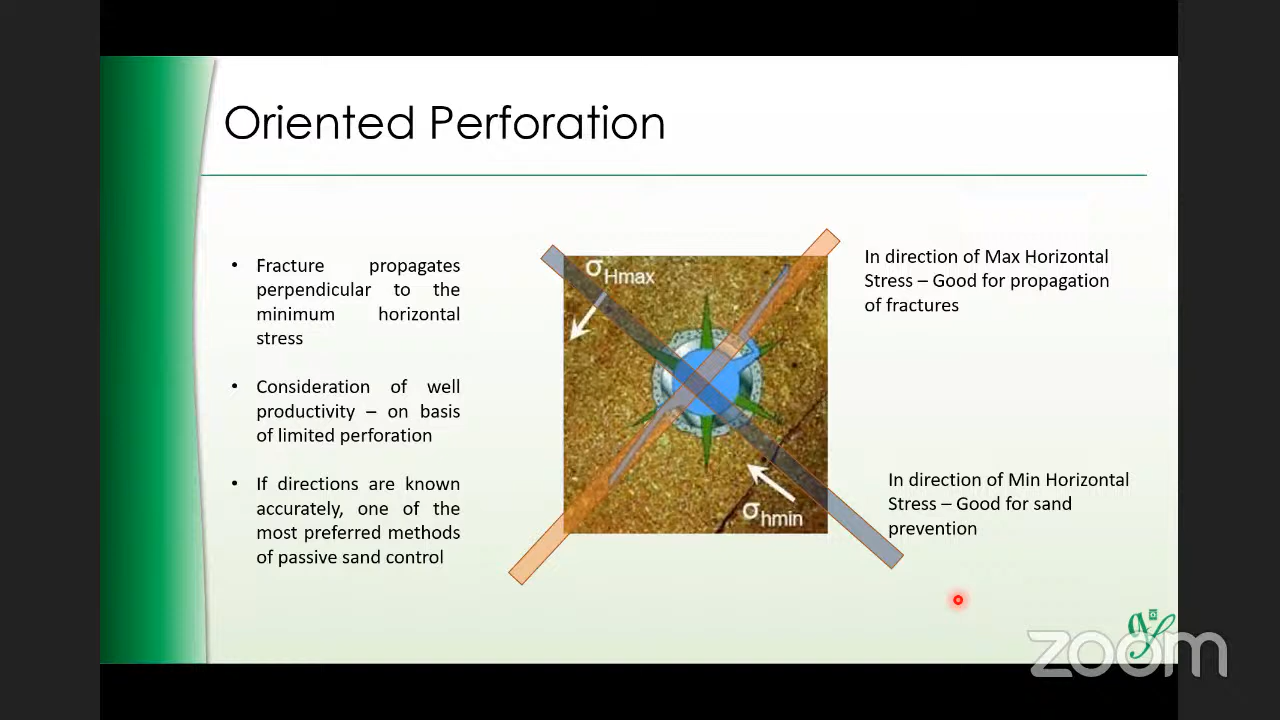 Oriented Perforation
• Fracture propagates
perpendicular to the
minimum horizontal
stress
• Consideration of well
productivity – on basis
of limited perforation
• If directions are known
accurately, one of the
most preferred methods
of passive sand control
σHmax
σhmin
In direction of Max Horizontal
Stress – Good for propagation
of fractures
In direction of Min Horizontal
Stress – Good for sand
prevention
zoom